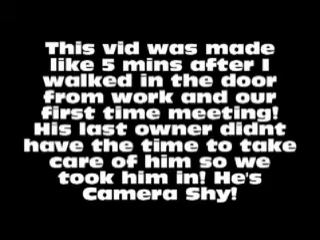 This vid was made
like 5 mins after I
walked in the door
from work and our
first time meeting!
His last owner didnt
have the time to take
care of him so we
took him in! He's
Camera Shy!